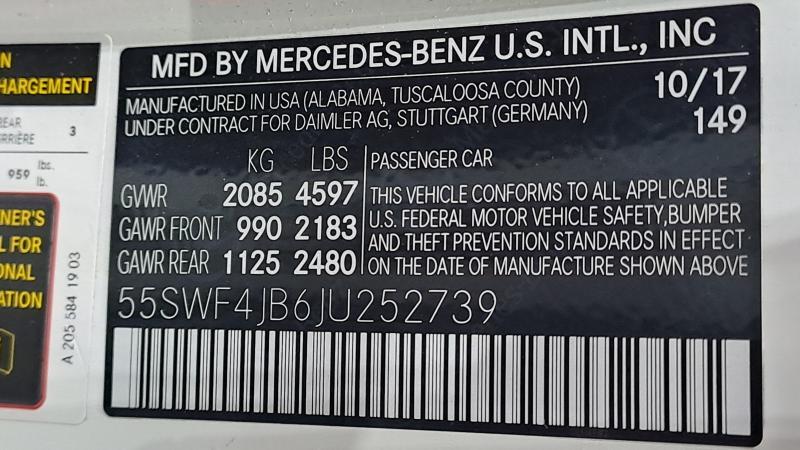 N
HARGEMENT
EAR
RRIÈRE 3
959 lbs.
lb.
NER'S
L FOR
ONAL
ATION
A 205 584 19 03
MFD BY MERCEDES-BENZ U.S. INTL., INC
MANUFACTURED IN USA (ALABAMA, TUSCALOOSA COUNTY) 10/17
UNDER CONTRACT FOR DAIMLER AG, STUTTGART (GERMANY) 149
KG LBS PASSENGER CAR
GVWR 2085 4597 THIS VEHICLE CONFORMS TO ALL APPLICABLE
GAWR FRONT 990 2183 U.S. FEDERAL MOTOR VEHICLE SAFETY,BUMPER
AND THEFT PREVENTION STANDARDS IN EFFECT
GAWR REAR 1125 2480 ON THE DATE OF MANUFACTURE SHOWN ABOVE
55SWF4JB6JU252739